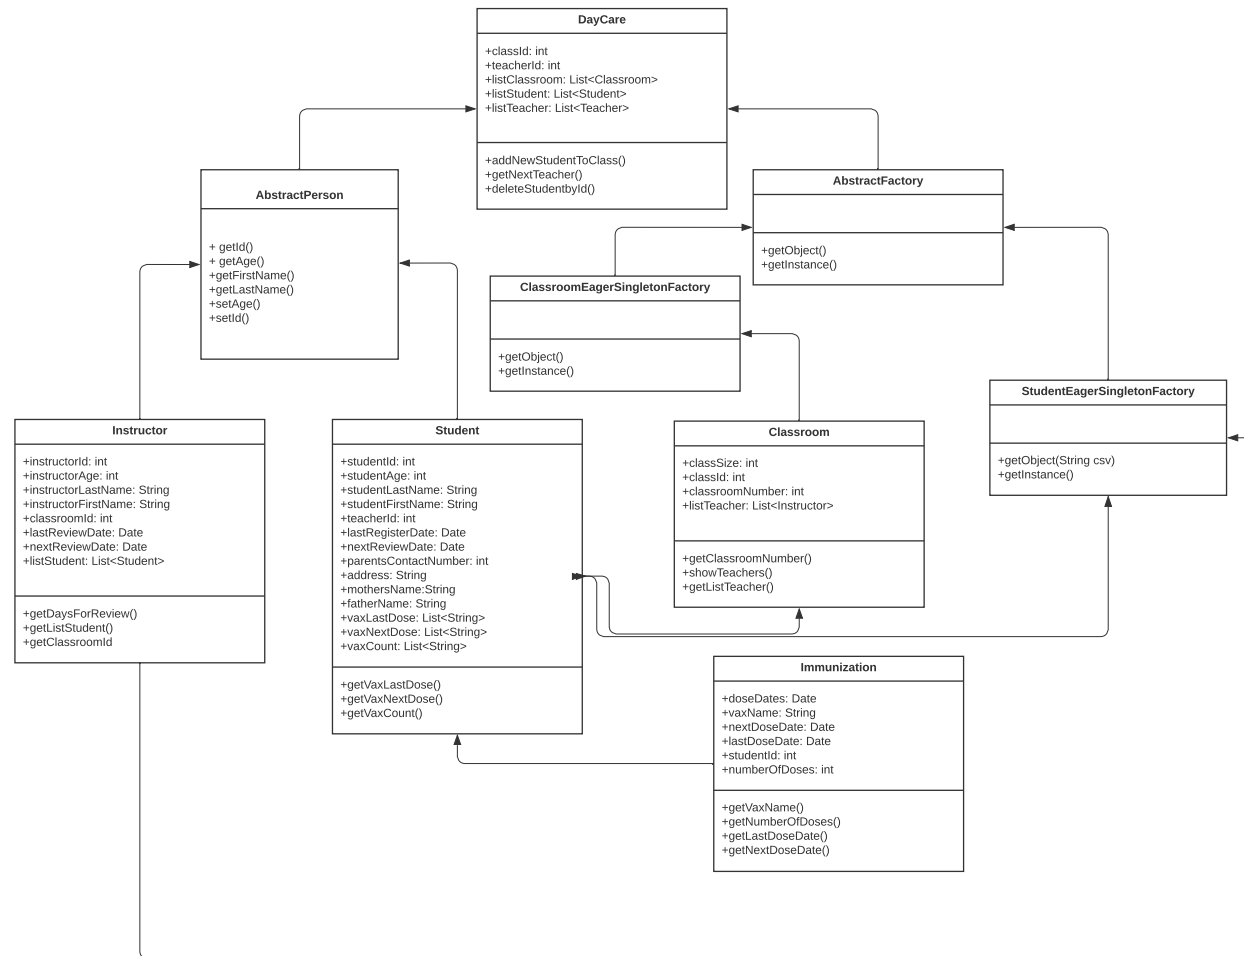 DayCare
+classId: int
+teacherId: int
+listClassroom: List<Classroom>
+listStudent: List<Student>
+listTeacher: List<Teacher>
+addNewStudentToClass()
+getNextTeacher()
+deleteStudentbyId()
AbstractPerson
+ getId()
+ getAge()
+getFirstName()
+getLastName()
+setAge()
+setId()
AbstractFactory
+getObject()
+getInstance()
ClassroomEagerSingletonFactory
+getObject()
+getInstance()
StudentEagerSingletonFactory
+getObject(String csv)
+getInstance()
Instructor
+instructorId: int
+instructorAge: int
+instructorLastName: String
+instructorFirstName: String
+classroomId: int
+lastReviewDate: Date
+nextReviewDate: Date
+listStudent: List<Student>
+getDaysForReview()
+getListStudent()
+getClassroomId
Student
+studentId: int
+studentAge: int
+studentLastName: String
+studentFirstName: String
+teacherId: int
+lastRegisterDate: Date
+nextReviewDate: Date
+parentsContactNumber: int
+address: String
+mothersName:String
+fatherName: String
+vaxLastDose: List<String>
+vaxNextDose: List<String>
+vaxCount: List<String>
+getVaxLastDose()
+getVaxNextDose()
+getVaxCount()
Classroom
+classSize: int
+classId: int
+classroomNumber: int
+listTeacher: List<Instructor>
+getClassroomNumber()
+showTeachers()
+getListTeacher()
Immunization
+doseDates: Date
+vaxName: String
+nextDoseDate: Date
+lastDoseDate: Date
+studentId: int
+numberOfDoses: int
+getVaxName()
+getNumberOfDoses()
+getLastDoseDate()
+getNextDoseDate()